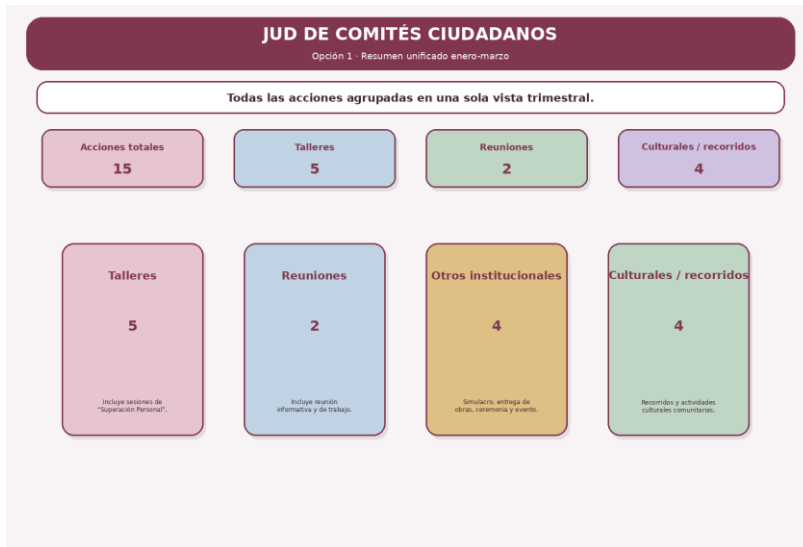 JUD DE COMITÉS CIUDADANOS
Opción 1 · Resumen unificado enero-marzo
Todas las acciones agrupadas en una sola vista trimestral.
Acciones totales
15
Talleres
5
Reuniones
2
Culturales / recorridos
4
Talleres
5
Incluye sesiones de
"Superación Personal".
Reuniones
2
Incluye reunión
informativa y de trabajo.
Otros institucionales
4
Simulacro, entrega de
obras, ceremonia y evento.
Culturales / recorridos
4
Recorridos y actividades
culturales comunitarias.